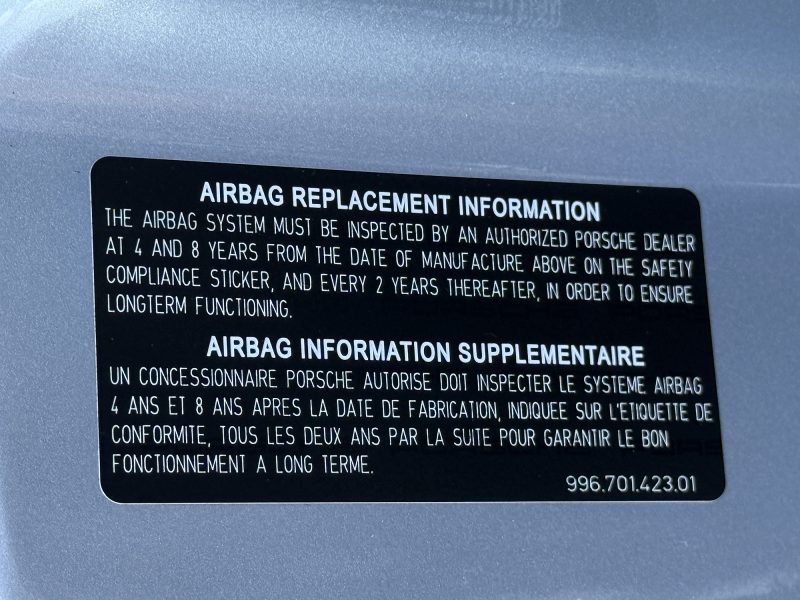 AIRBAG REPLACEMENT INFORMATION
THE AIRBAG SYSTEM MUST BE INSPECTED BY AN AUTHORIZED PORSCHE DEALER
AT 4 AND 8 YEARS FROM THE DATE OF MANUFACTURE ABOVE ON THE SAFETY
COMPLIANCE STICKER, AND EVERY 2 YEARS THEREAFTER, IN ORDER TO ENSURE
LONGTERM FUNCTIONING.
AIRBAG INFORMATION SUPPLEMENTAIRE
UN CONCESSIONNAIRE PORSCHE AUTORISE DOIT INSPECTER LE SYSTEME AIRBAG
4 ANS ET 8 ANS APRES LA DATE DE FABRICATION, INDIQUEE SUR L'ETIQUETTE DE
CONFORMITE, TOUS LES DEUX ANS PAR LA SUITE POUR GARANTIR LE BON
FONCTIONNEMENT A LONG TERME.
996.701.423.01